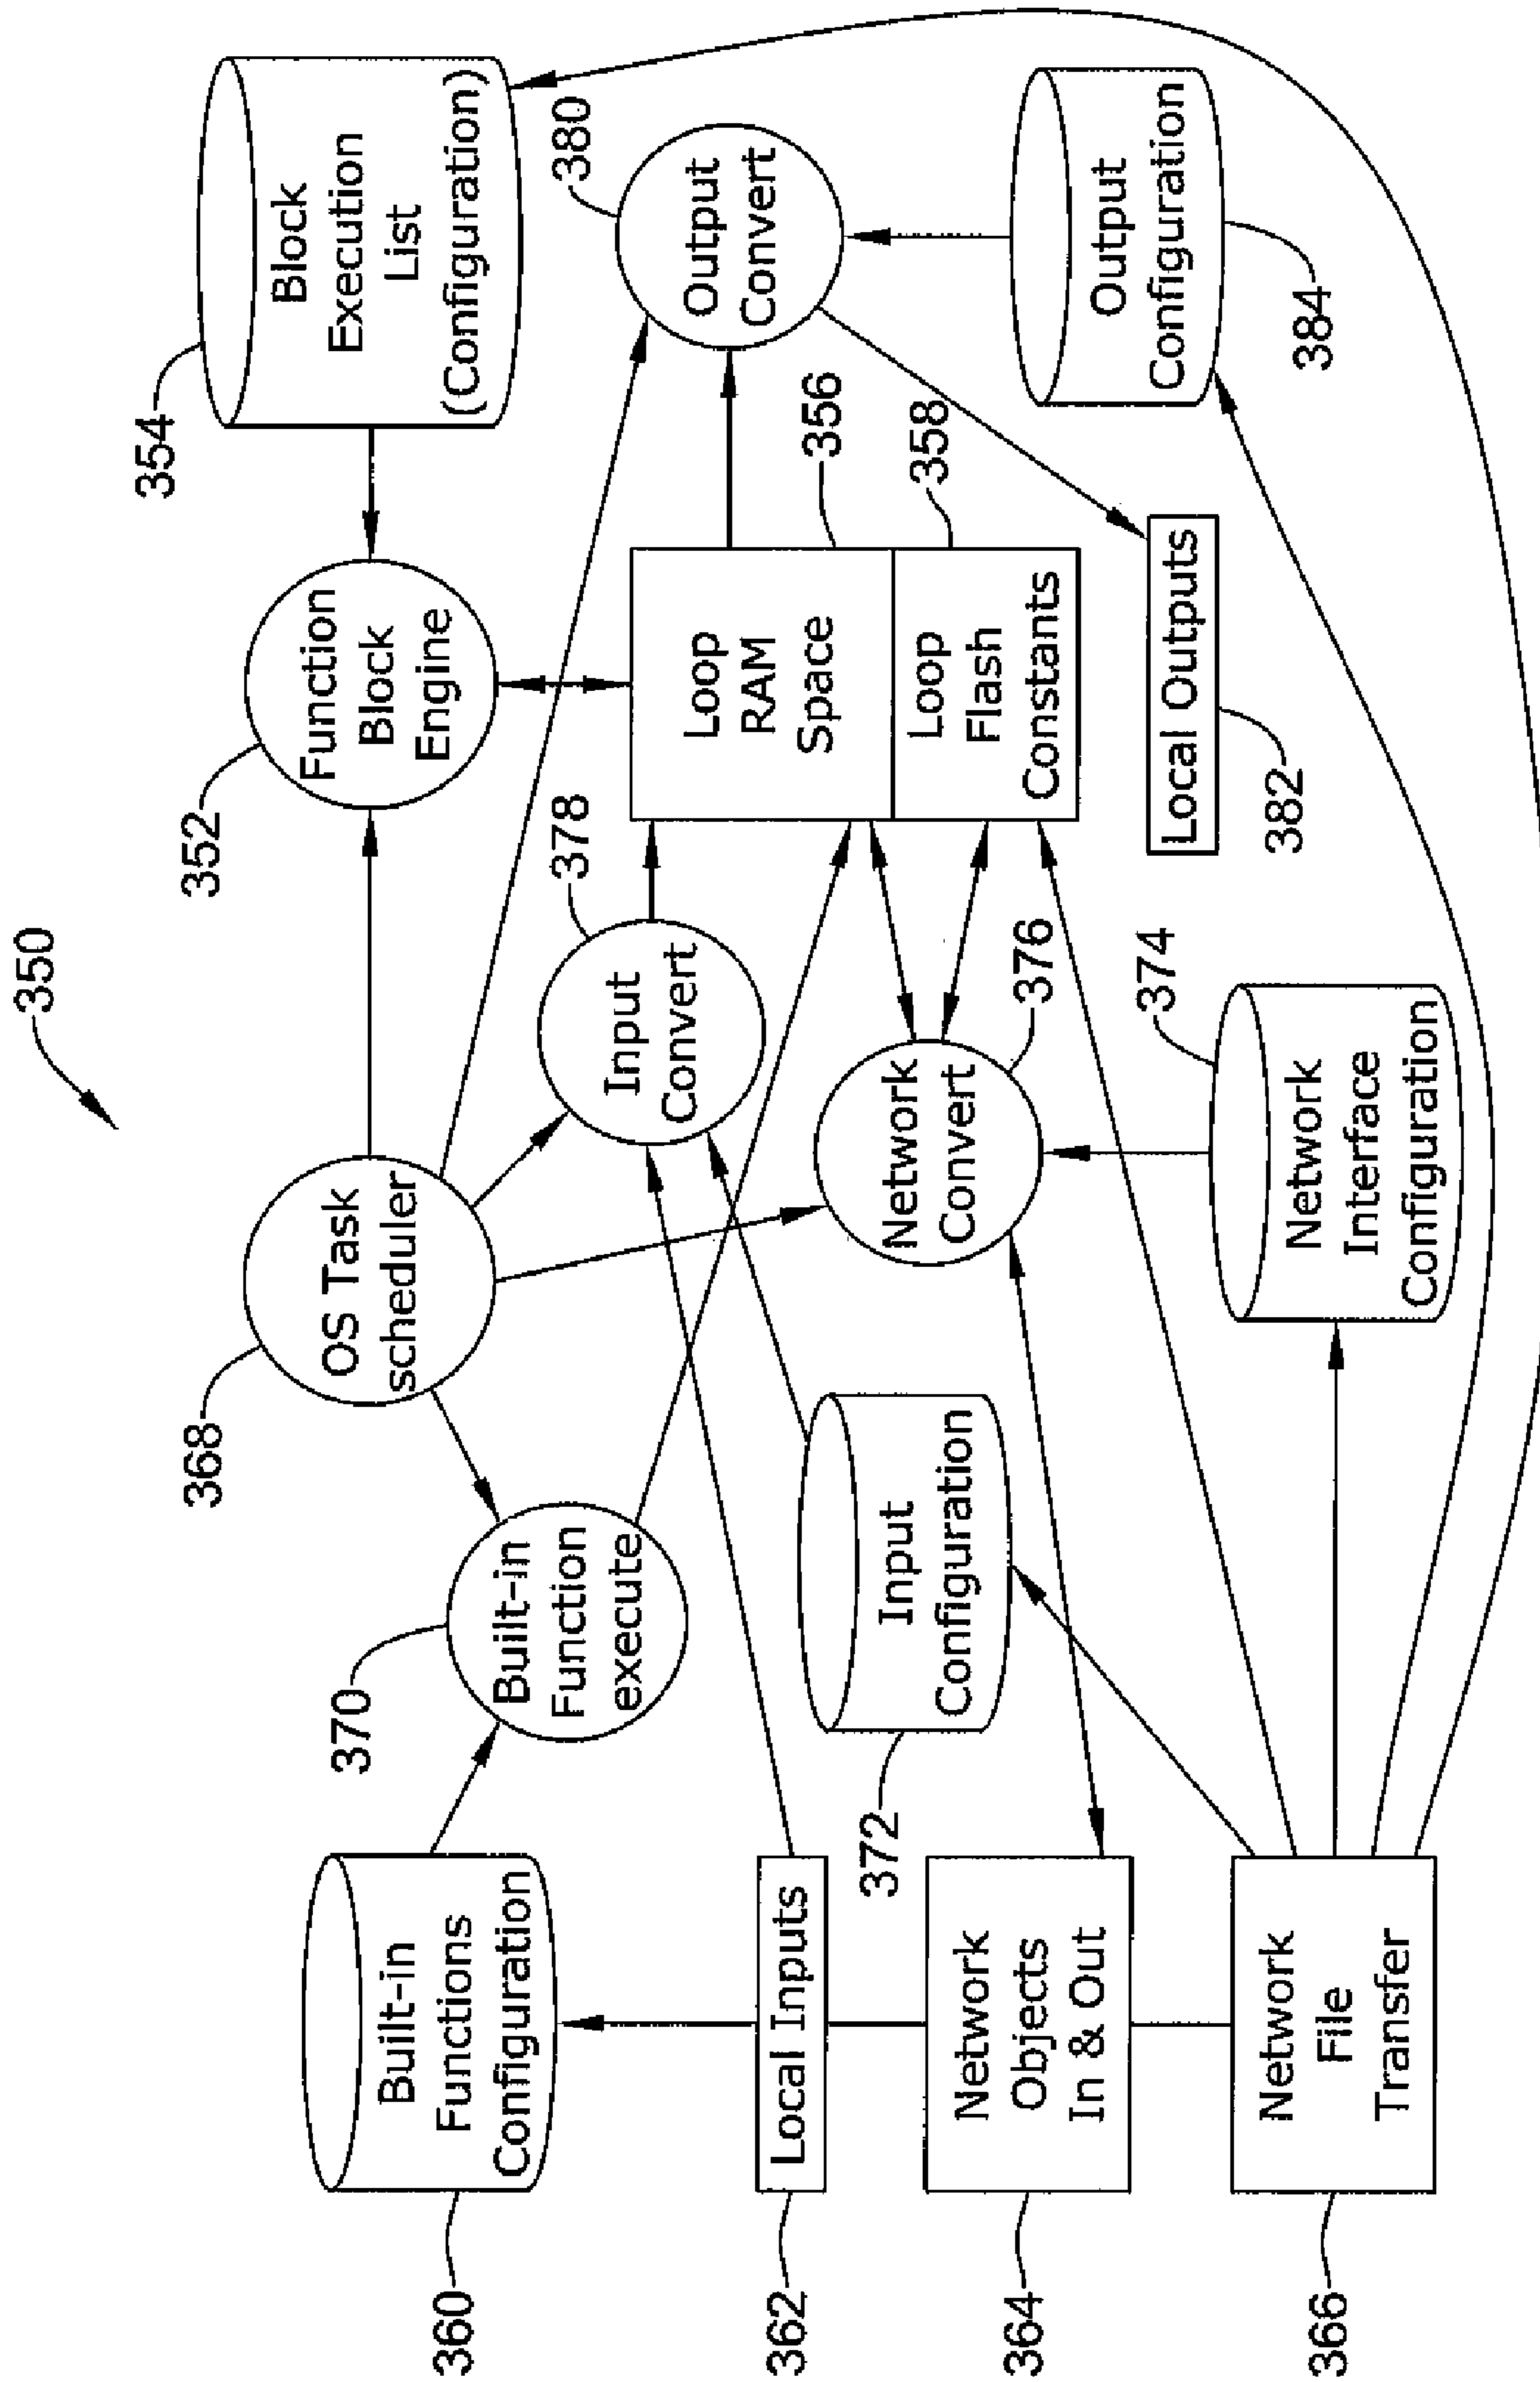 350
354
Block
Execution
List
(Configuration)
352
Function
Block
Engine
368
OS Task
scheduler
370
Built-in
Function
execute
360
Built-in
Functions
Configuration
380
Output
Convert
378
Input
Convert
356
Loop
RAM
Space
358
Loop
Flash
Constants
362
Local Inputs
372
Input
Configuration
376
Network
Convert
364
Network
Objects
In & Out
384
Output
Configuration
382
Local Outputs
374
Network
Interface
Configuration
366
Network
File
Transfer